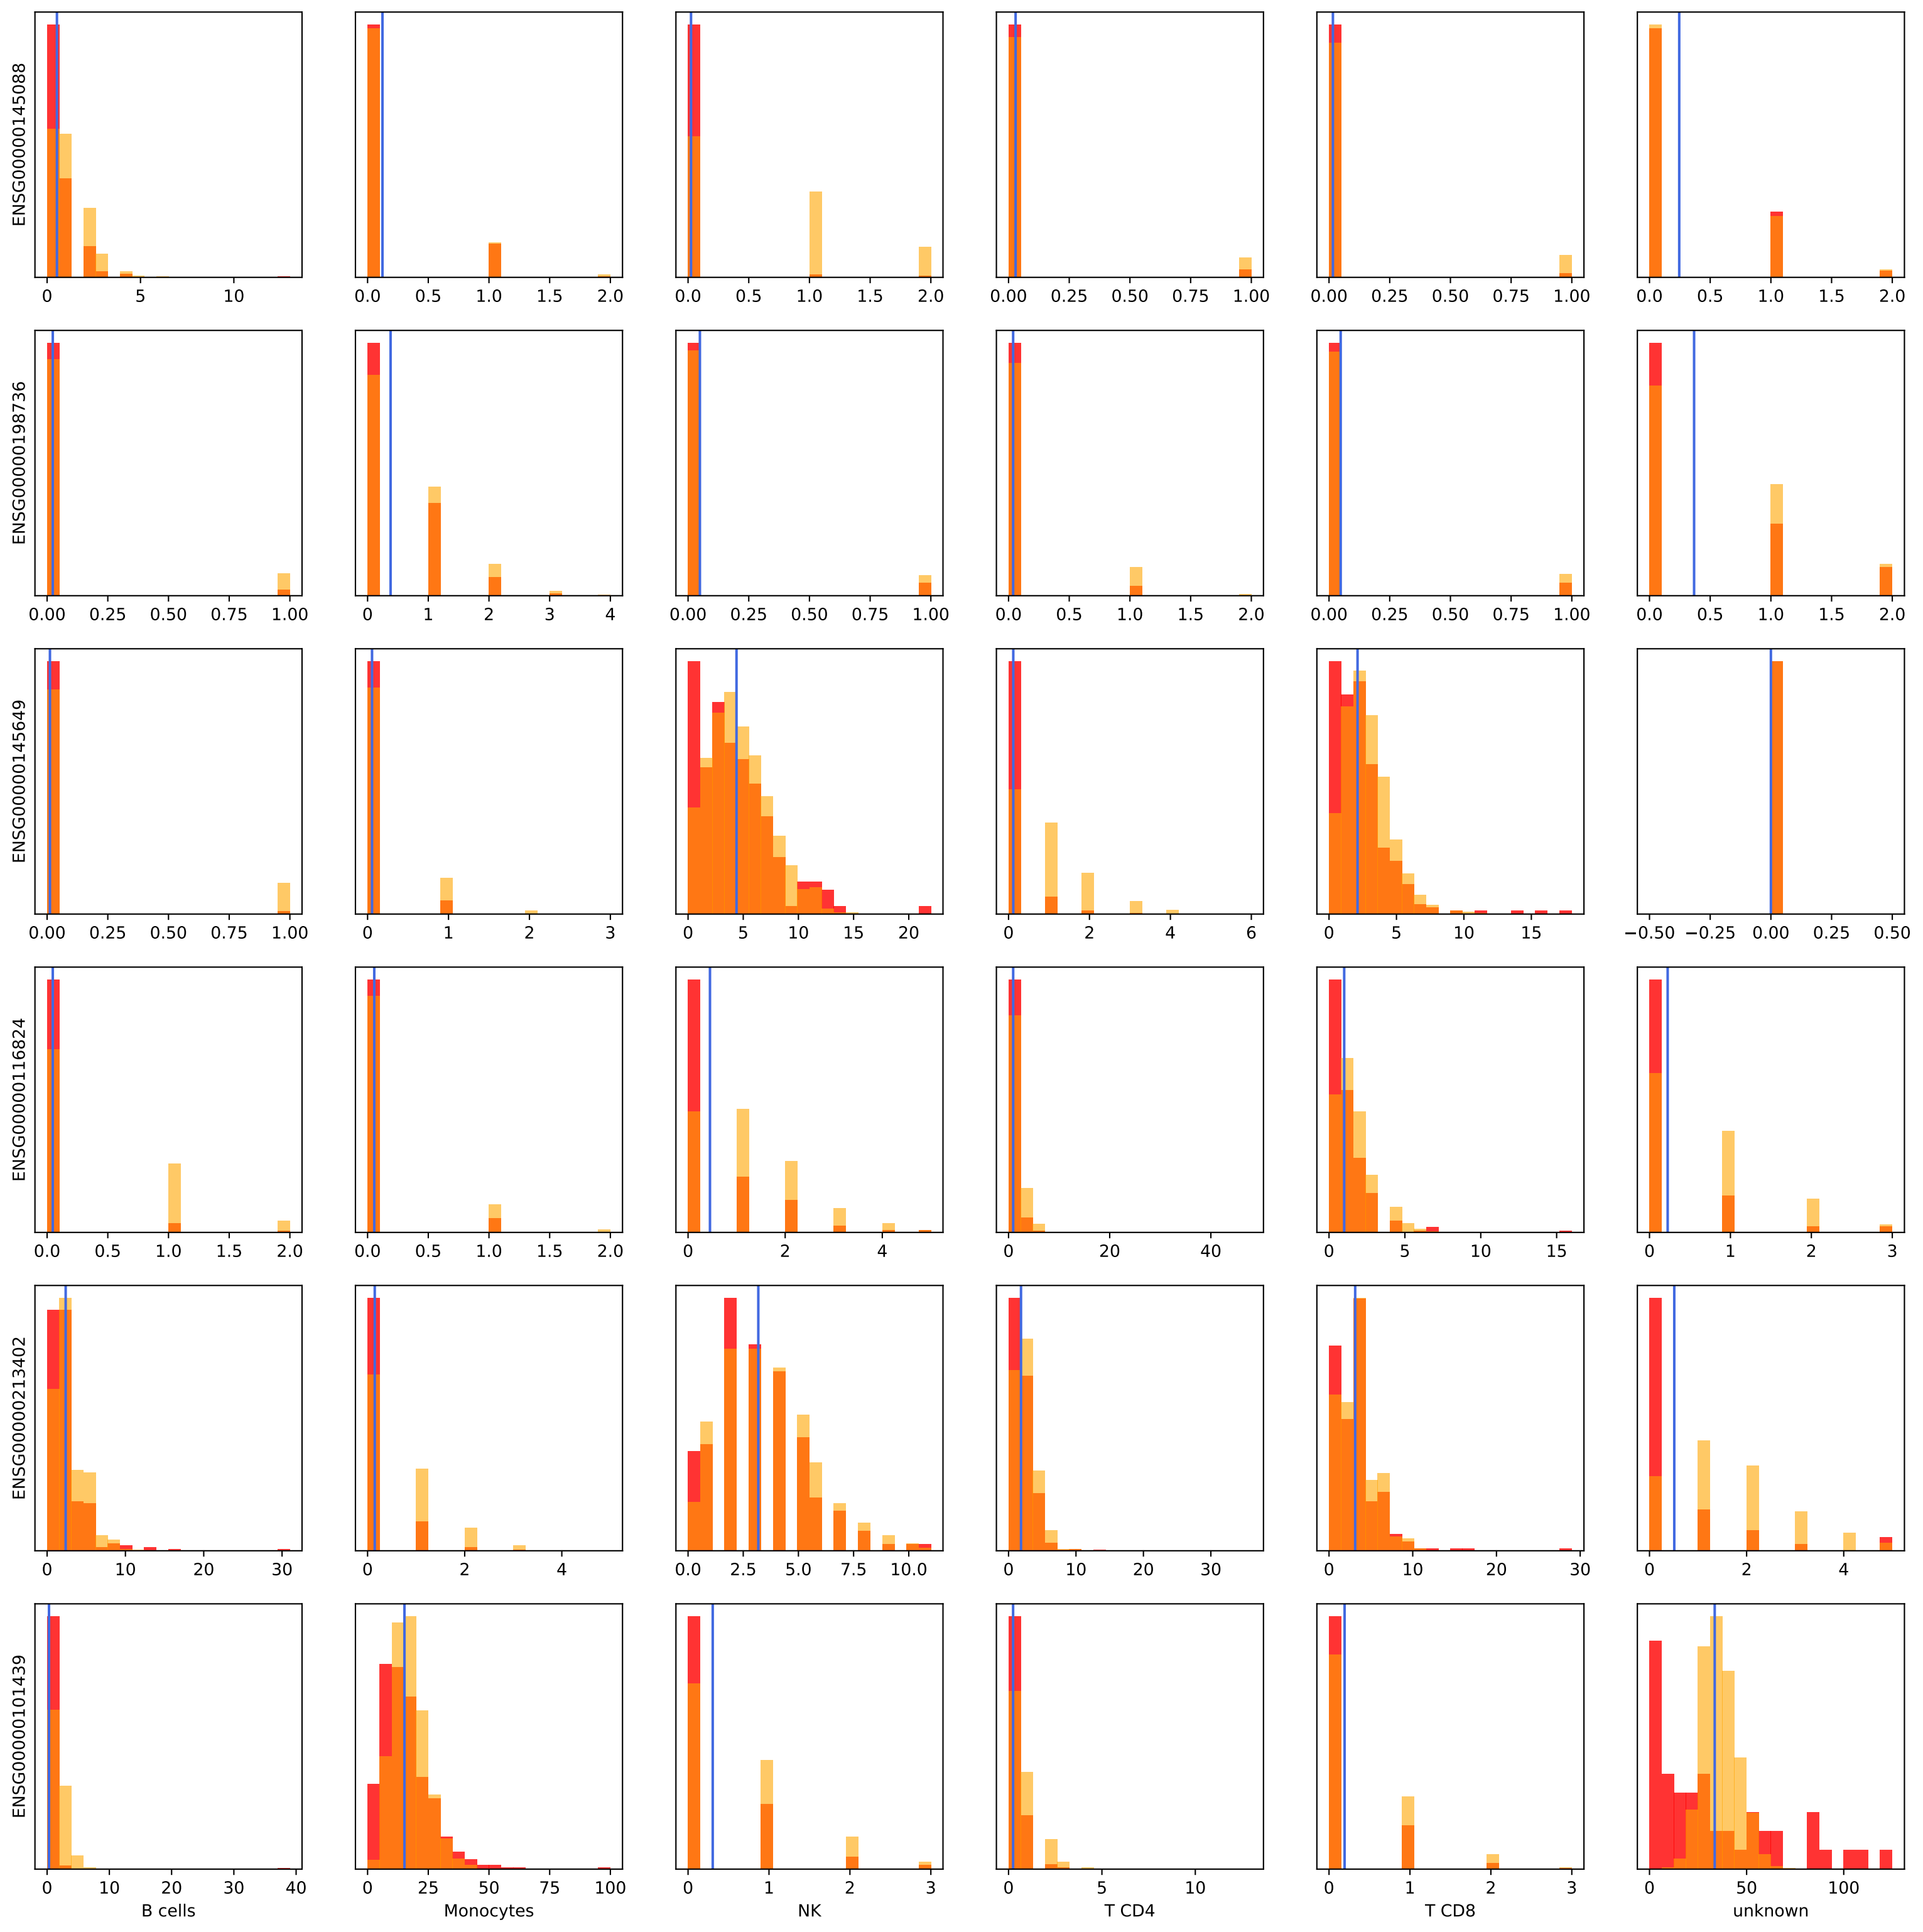 ENSG00000145088
0 5 10
0.0 0.5 1.0 1.5 2.0
0.0 0.5 1.0 1.5 2.0
0.00 0.25 0.50 0.75 1.00
0.00 0.25 0.50 0.75 1.00
0.0 0.5 1.0 1.5 2.0
ENSG00000198736
0.00 0.25 0.50 0.75 1.00
0 1 2 3 4
0.00 0.25 0.50 0.75 1.00
0.0 0.5 1.0 1.5 2.0
0.00 0.25 0.50 0.75 1.00
0.0 0.5 1.0 1.5 2.0
ENSG00000145649
0.00 0.25 0.50 0.75 1.00
0 1 2 3
0 5 10 15 20
0 2 4 6
0 5 10 15
−0.50 −0.25 0.00 0.25 0.50
ENSG00000116824
0.0 0.5 1.0 1.5 2.0
0.0 0.5 1.0 1.5 2.0
0 2 4
0 20 40
0 5 10 15
0 1 2 3
ENSG00000213402
0 10 20 30
0 2 4
0.0 2.5 5.0 7.5 10.0
0 10 20 30
0 10 20 30
0 2 4
ENSG00000101439
0 10 20 30 40
0 25 50 75 100
0 1 2 3
0 5 10
0 1 2 3
0 50 100
B cells
Monocytes
NK
T CD4
T CD8
unknown